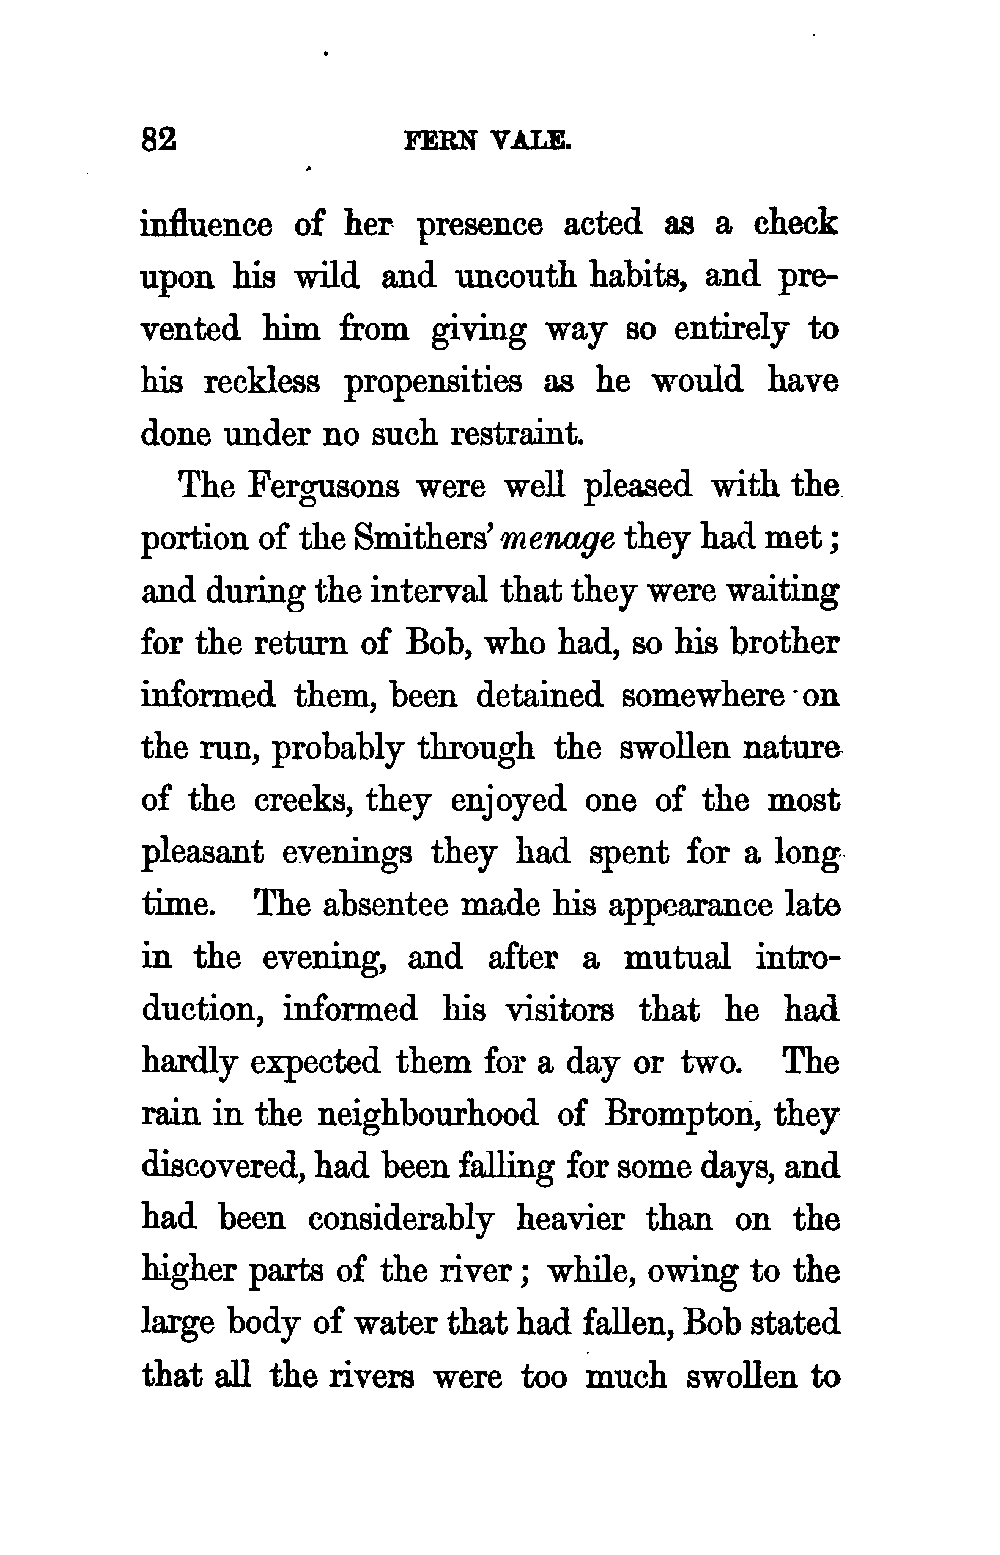 82 FERN VALE.
influence of her presence acted as a check
upon his wild and uncouth habits, and pre-
vented him from giving way so entirely to
his reckless propensities as he would have
done under no such restraint.
The Fergusons were well pleased with the
portion of the Smithers' menage they had met;
and during the interval that they were waiting
for the return of Bob, who had, so his brother
informed them, been detained somewhere on
the run, probably through the swollen nature
of the creeks, they enjoyed one of the most
pleasant evenings they had spent for a long
time. The absentee made his appearance late
in the evening, and after a mutual intro-
duction, informed his visitors that he had
hardly expected them for a day or two. The
rain in the neighbourhood of Brompton, they
discovered, had been falling for some days, and
had been considerably heavier than on the
higher parts of the river; while, owing to the
large body of water that had fallen, Bob stated
that all the rivers were too much swollen to